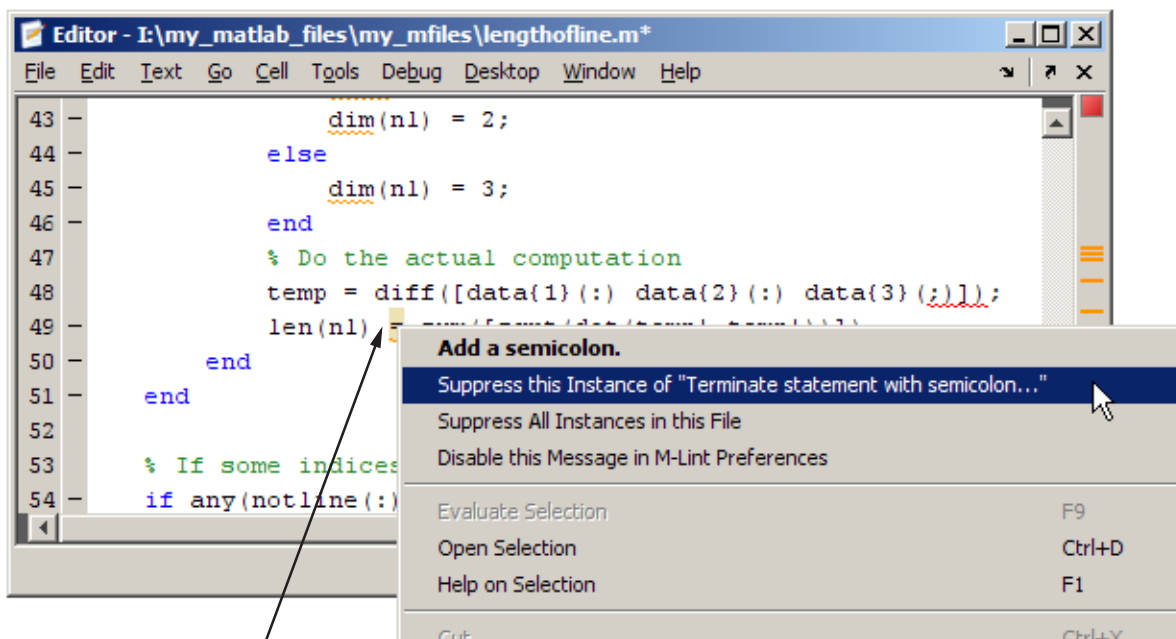 Editor - I:\my_matlab_files\my_mfiles\lengthofline.m*
File Edit Text Go Cell Tools Debug Desktop Window Help
43 - dim(nl) = 2;
44 - else
45 - dim(nl) = 3;
46 - end
47 % Do the actual computation
48 temp = diff([data{1}(:) data{2}(:) data{3}(;)]);
49 - len(nl) =
50 - end
51 - end
52
53 % If some indices
54 - if any(notline(:)
Add a semicolon.
Suppress this Instance of "Terminate statement with semicolon..."
Suppress All Instances in this File
Disable this Message in M-Lint Preferences
Evaluate Selection F9
Open Selection Ctrl+D
Help on Selection F1
Cut Ctrl+X